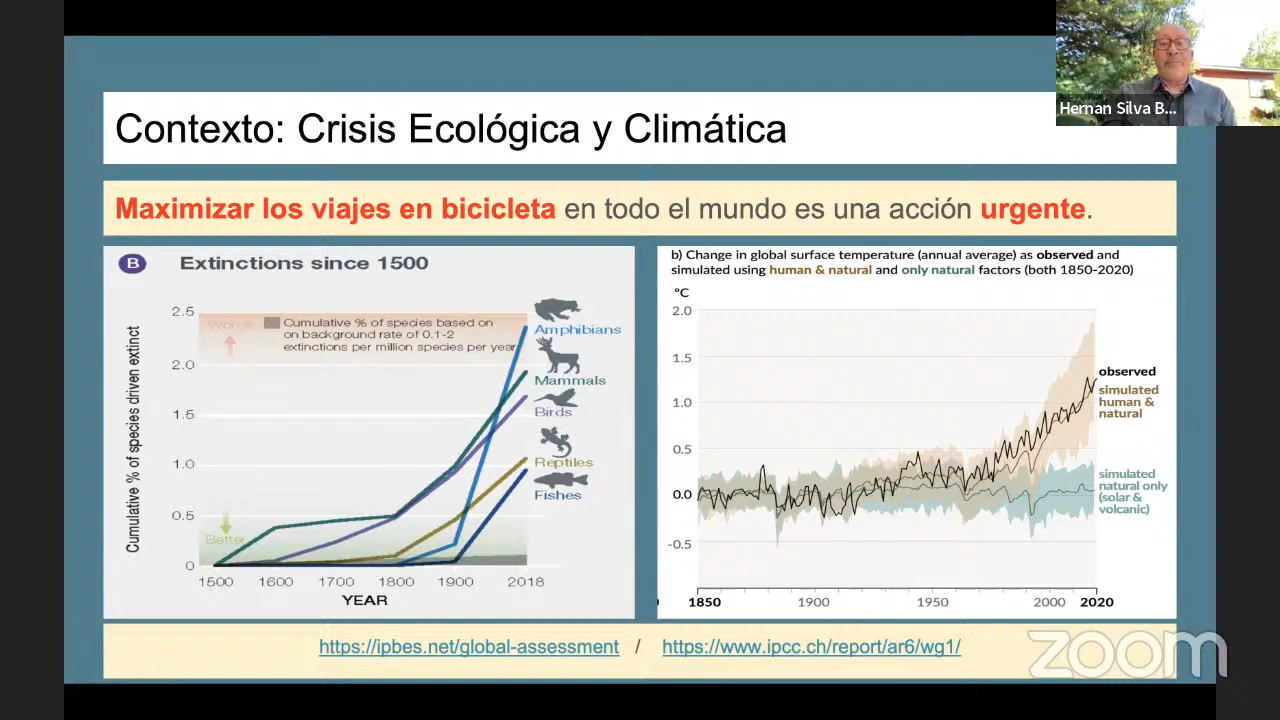 Hernan Silva B...
Contexto: Crisis Ecológica y Climática
Maximizar los viajes en bicicleta en todo el mundo es una acción urgente.
B
Extinctions since 1500
2.5
2.0
1.5
1.0
0.5
0
Cumulative % of species driven extinct
Worse
Cumulative % of species based on
on background rate of 0.1-2
extinctions per million species per year
Better
Amphibians
Mammals
Birds
Reptiles
Fishes
1500 1600 1700 1800 1900 2018
YEAR
b) Change in global surface temperature (annual average) as observed and
simulated using human & natural and only natural factors (both 1850-2020)
ºC
2.0
1.5
1.0
0.5
0.0
-0.5
observed
simulated
human &
natural
simulated
natural only
(solar &
volcanic)
1850 1900 1950 2000 2020
https://ipbes.net/global-assessment / https://www.ipcc.ch/report/ar6/wg1/
zoom